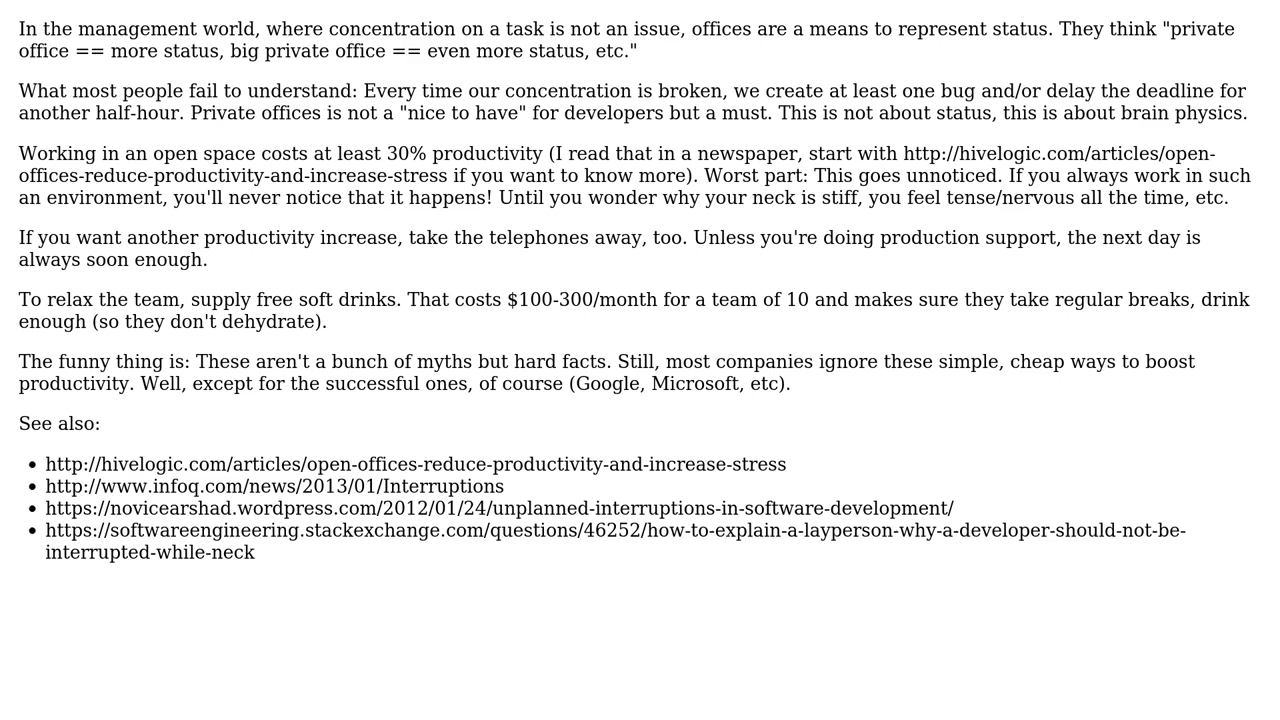 In the management world, where concentration on a task is not an issue, offices are a means to represent status. They think "private
office == more status, big private office == even more status, etc."
What most people fail to understand: Every time our concentration is broken, we create at least one bug and/or delay the deadline for
another half-hour. Private offices is not a "nice to have" for developers but a must. This is not about status, this is about brain physics.
Working in an open space costs at least 30% productivity (I read that in a newspaper, start with http://hivelogic.com/articles/open-
offices-reduce-productivity-and-increase-stress if you want to know more). Worst part: This goes unnoticed. If you always work in such
an environment, you'll never notice that it happens! Until you wonder why your neck is stiff, you feel tense/nervous all the time, etc.
If you want another productivity increase, take the telephones away, too. Unless you're doing production support, the next day is
always soon enough.
To relax the team, supply free soft drinks. That costs $100-300/month for a team of 10 and makes sure they take regular breaks, drink
enough (so they don't dehydrate).
The funny thing is: These aren't a bunch of myths but hard facts. Still, most companies ignore these simple, cheap ways to boost
productivity. Well, except for the successful ones, of course (Google, Microsoft, etc).
See also:
• http://hivelogic.com/articles/open-offices-reduce-productivity-and-increase-stress
• http://www.infoq.com/news/2013/01/Interruptions
• https://novicearshad.wordpress.com/2012/01/24/unplanned-interruptions-in-software-development/
• https://softwareengineering.stackexchange.com/questions/46252/how-to-explain-a-layperson-why-a-developer-should-not-be-
interrupted-while-neck